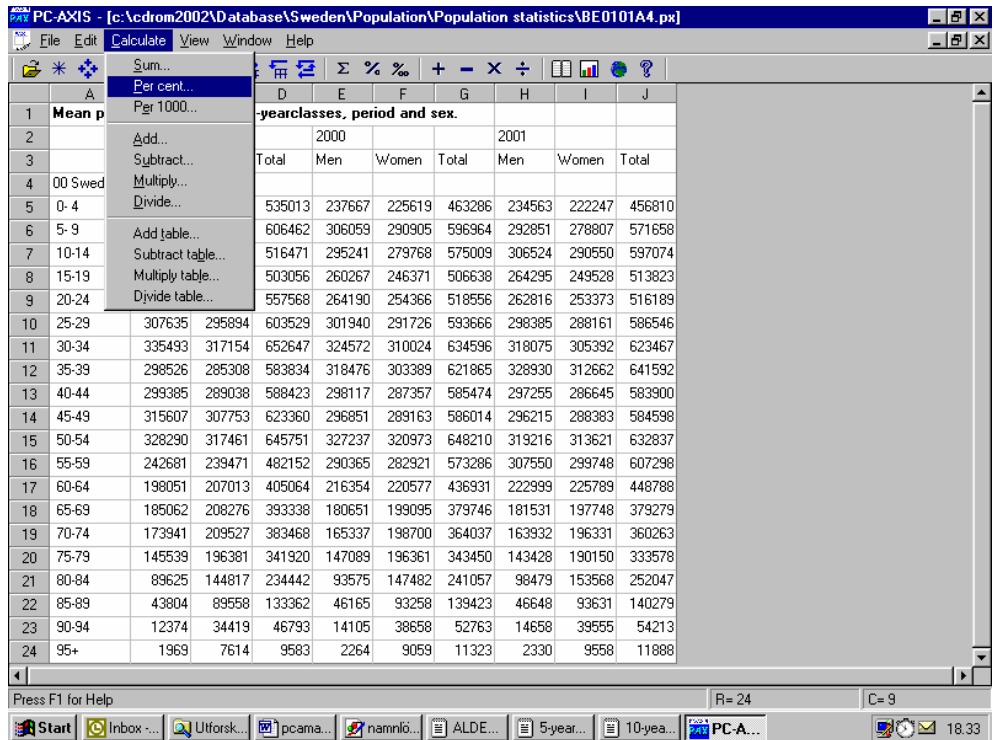 PC-AXIS - [c:\cdrom2002\Database\Sweden\Population\Population statistics\BE0101A4.px]
File Edit Calculate View Window Help
Sum...
Per cent...
Per 1000...
Add...
Subtract...
Multiply...
Divide...
Add table...
Subtract table...
Multiply table...
Divide table...
Σ % ‰ + − × ÷ ?
A D E F G H I J
1 Mean p -yearclasses, period and sex.
2 2000 2001
3 Total Men Women Total Men Women Total
4 00 Swed
5 0- 4 535013 237667 225619 463286 234563 222247 456810
6 5- 9 606462 306059 290905 596964 292851 278807 571658
7 10-14 516471 295241 279768 575009 306524 290550 597074
8 15-19 503056 260267 246371 506638 264295 249528 513823
9 20-24 557568 264190 254366 518556 262816 253373 516189
10 25-29 307635 295894 603529 301940 291726 593666 298385 288161 586546
11 30-34 335493 317154 652647 324572 310024 634596 318075 305392 623467
12 35-39 298526 285308 583834 318476 303389 621865 328930 312662 641592
13 40-44 299385 289038 588423 298117 287357 585474 297255 286645 583900
14 45-49 315607 307753 623360 296851 289163 586014 296215 288383 584598
15 50-54 328290 317461 645751 327237 320973 648210 319216 313621 632837
16 55-59 242681 239471 482152 290365 282921 573286 307550 299748 607298
17 60-64 198051 207013 405064 216354 220577 436931 222999 225789 448788
18 65-69 185062 208276 393338 180651 199095 379746 181531 197748 379279
19 70-74 173941 209527 383468 165337 198700 364037 163932 196331 360263
20 75-79 145539 196381 341920 147089 196361 343450 143428 190150 333578
21 80-84 89625 144817 234442 93575 147482 241057 98479 153568 252047
22 85-89 43804 89558 133362 46165 93258 139423 46648 93631 140279
23 90-94 12374 34419 46793 14105 38658 52763 14658 39555 54213
24 95+ 1969 7614 9583 2264 9059 11323 2330 9558 11888
Press F1 for Help R= 24 C= 9
Start Inbox -... Utforsk... pcama... namnlö... ALDE... 5-year... 10-yea... PC-A... 18.33